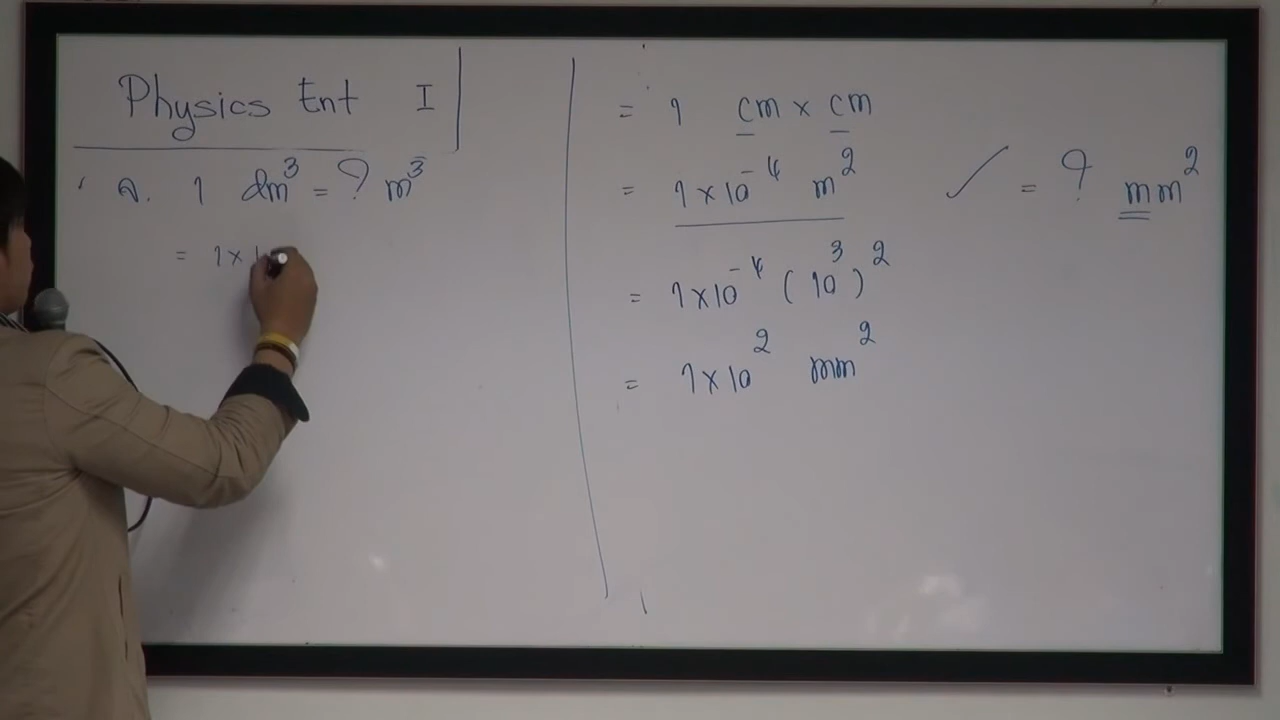 Physics Ent I
ค. 1 dm³ = ? m³
= 1 × 1
= 1 cm × cm
= 1 × 10⁻⁴ m² ✓ = ? mm²
= 1 × 10⁻⁴ (10³)²
= 1 × 10² mm²